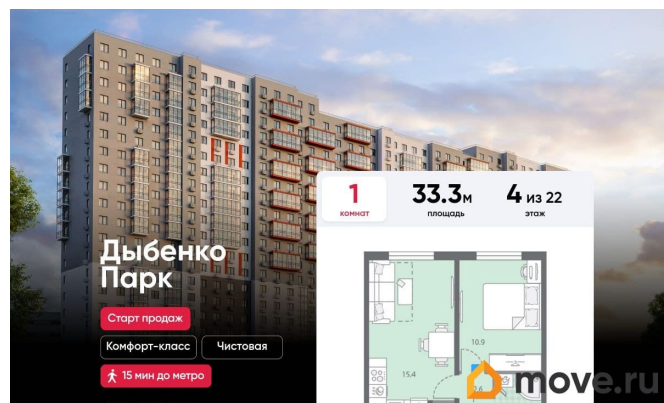 1
комнат
33.3м
площадь
4 из 22
этаж
Дыбенко
Парк
Старт продаж
Комфорт-класс
Чистовая
15 мин до метро
10.9
15.4
2.6
move.ru